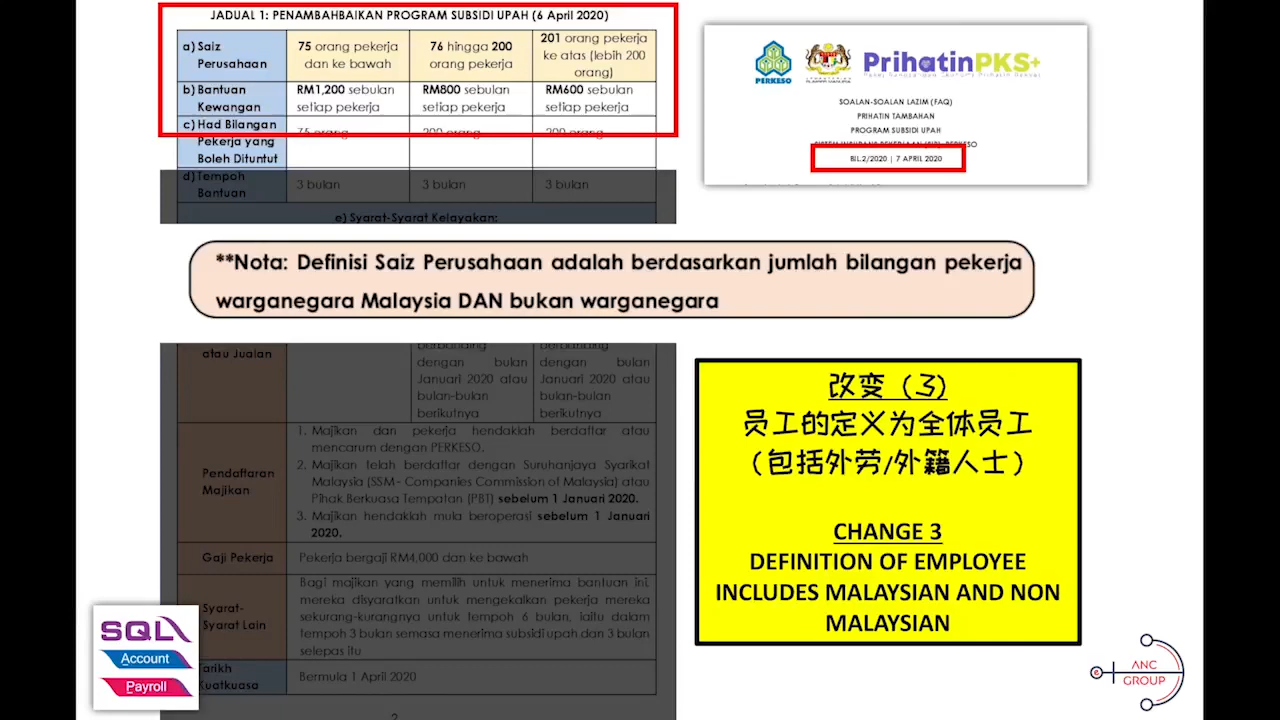 JADUAL 1: PENAMBAHBAIKAN PROGRAM SUBSIDI UPAH (6 April 2020)
a) Saiz Perusahaan
75 orang pekerja dan ke bawah
76 hingga 200 orang pekerja
201 orang pekerja ke atas (lebih 200 orang)
b) Bantuan Kewangan
RM1,200 sebulan setiap pekerja
RM800 sebulan setiap pekerja
RM600 sebulan setiap pekerja
c) Had Bilangan Pekerja yang Boleh Dituntut
75 orang
200 orang
200 orang
d) Tempoh Bantuan
3 bulan
3 bulan
3 bulan
e) Syarat-Syarat Kelayakan:
PERKESO
PrihatinPKS+
SOALAN-SOALAN LAZIM (FAQ)
PRIHATIN TAMBAHAN
PROGRAM SUBSIDI UPAH
BIL.2/2020 | 7 APRIL 2020
**Nota: Definisi Saiz Perusahaan adalah berdasarkan jumlah bilangan pekerja
warganegara Malaysia DAN bukan warganegara
atau Jualan
berbanding
dengan bulan
Januari 2020 atau
bulan-bulan
berikutnya
berbanding
dengan bulan
Januari 2020 atau
bulan-bulan
berikutnya
Pendaftaran
Majikan
1. Majikan dan pekerja hendaklah berdaftar atau
mencarum dengan PERKESO.
2. Majikan telah berdaftar dengan Suruhanjaya Syarikat
Malaysia (SSM- Companies Commission of Malaysia) atau
Pihak Berkuasa Tempatan (PBT) sebelum 1 Januari 2020.
3. Majikan hendaklah mula beroperasi sebelum 1 Januari
2020.
Gaji Pekerja
Pekerja bergaji RM4,000 dan ke bawah
Syarat-
Syarat Lain
Bagi majikan yang memilih untuk menerima bantuan ini,
mereka disyaratkan untuk mengekalkan pekerja mereka
sekurang-kurangnya untuk tempoh 6 bulan, iaitu dalam
tempoh 3 bulan semasa menerima subsidi upah dan 3 bulan
selepas itu
Tarikh
Kuatkuasa
Bermula 1 April 2020
2
改变（3）
员工的定义为全体员工
（包括外劳/外籍人士）
CHANGE 3
DEFINITION OF EMPLOYEE
INCLUDES MALAYSIAN AND NON
MALAYSIAN
SQL
Account
Payroll
e
ANC
GROUP